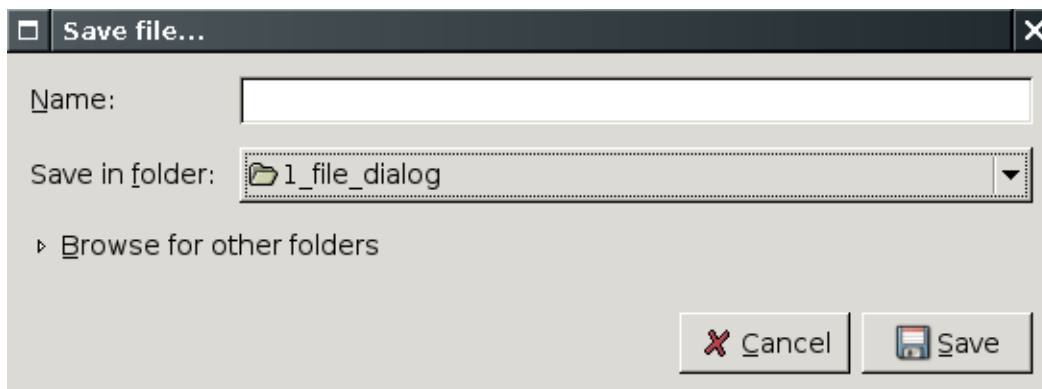 Save file...
Name:
Save in folder: 1_file_dialog
Browse for other folders
Cancel Save